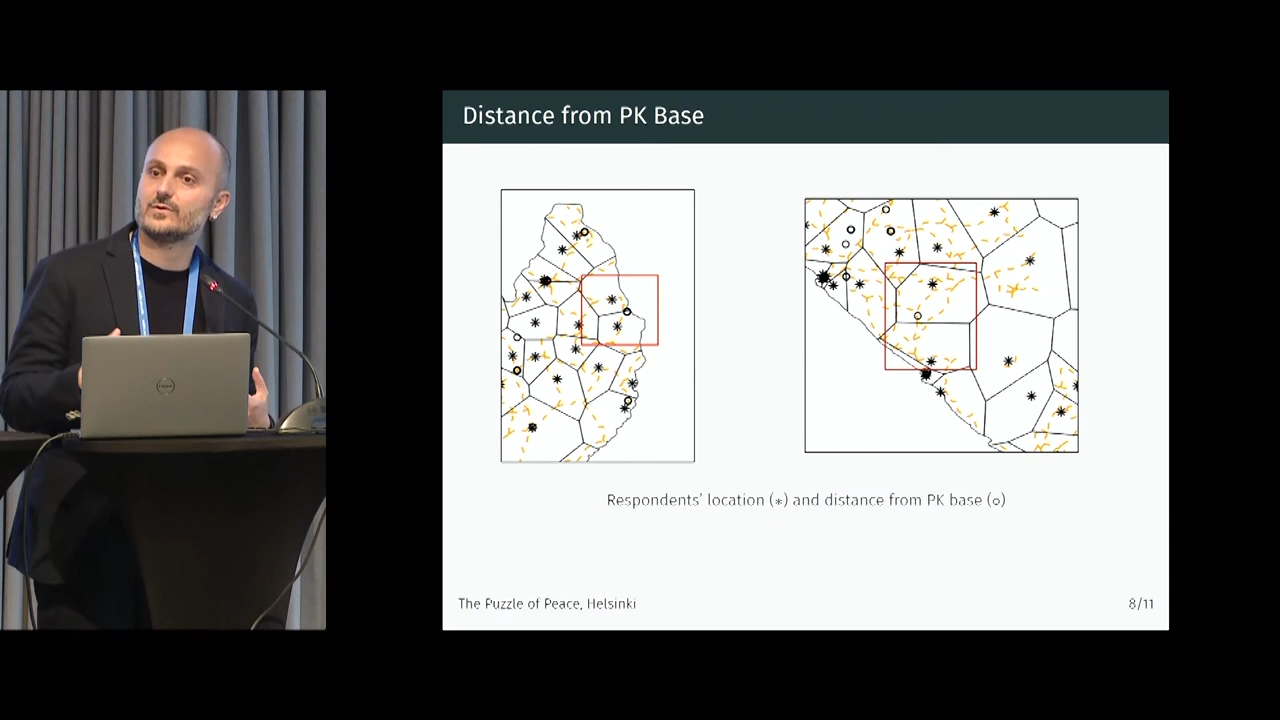 Distance from PK Base
Respondents' location (*) and distance from PK base (o)
The Puzzle of Peace, Helsinki
8/11